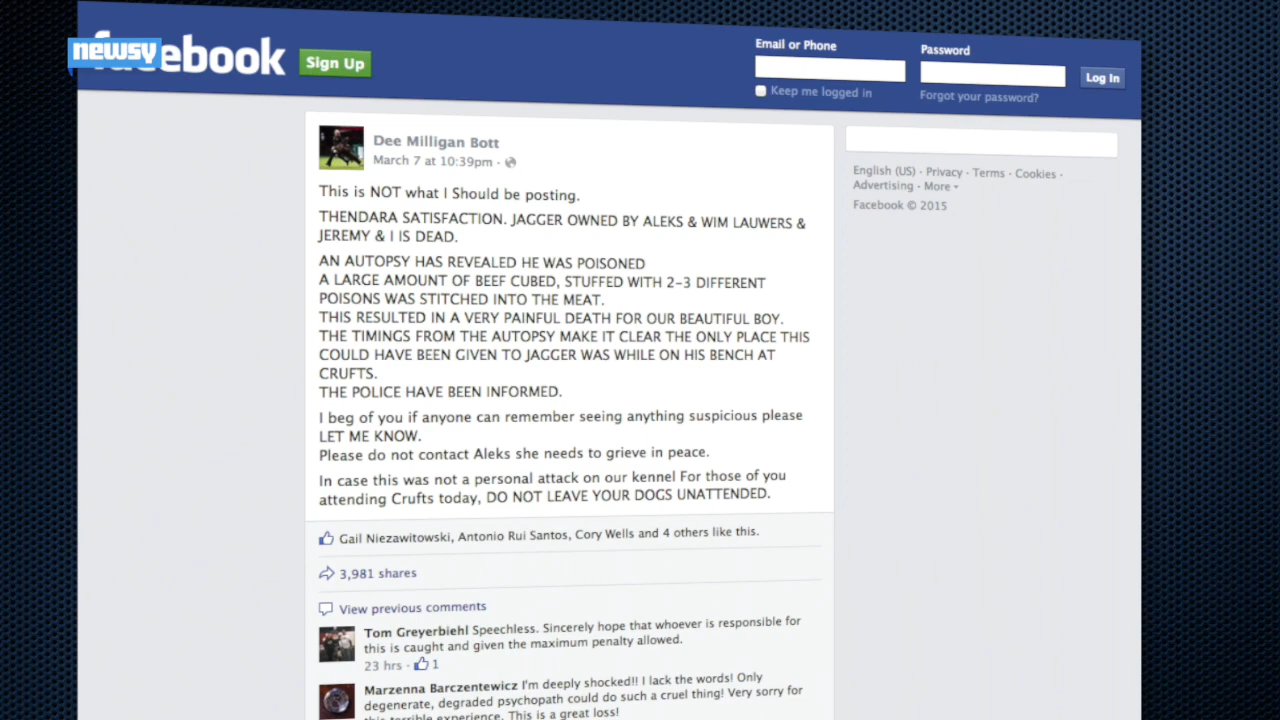 newsy
facebook
Sign Up
Email or Phone
Password
Log In
Keep me logged in
Forgot your password?
Dee Milligan Bott
March 7 at 10:39pm ·
This is NOT what I Should be posting.
THENDARA SATISFACTION. JAGGER OWNED BY ALEKS & WIM LAUWERS &
JEREMY & I IS DEAD.
AN AUTOPSY HAS REVEALED HE WAS POISONED
A LARGE AMOUNT OF BEEF CUBED, STUFFED WITH 2-3 DIFFERENT
POISONS WAS STITCHED INTO THE MEAT.
THIS RESULTED IN A VERY PAINFUL DEATH FOR OUR BEAUTIFUL BOY.
THE TIMINGS FROM THE AUTOPSY MAKE IT CLEAR THE ONLY PLACE THIS
COULD HAVE BEEN GIVEN TO JAGGER WAS WHILE ON HIS BENCH AT
CRUFTS.
THE POLICE HAVE BEEN INFORMED.
I beg of you if anyone can remember seeing anything suspicious please
LET ME KNOW.
Please do not contact Aleks she needs to grieve in peace.
In case this was not a personal attack on our kennel For those of you
attending Crufts today, DO NOT LEAVE YOUR DOGS UNATTENDED.
Gail Niezawitowski, Antonio Rui Santos, Cory Wells and 4 others like this.
3,981 shares
View previous comments
Tom Greyerbiehl Speechless. Sincerely hope that whoever is responsible for
this is caught and given the maximum penalty allowed.
23 hrs · 1
Marzenna Barczentewicz I'm deeply shocked!! I lack the words! Only
degenerate, degraded psychopath could do such a cruel thing! Very sorry for
this terrible experience. This is a great loss!
English (US) · Privacy · Terms · Cookies ·
Advertising · More
Facebook © 2015